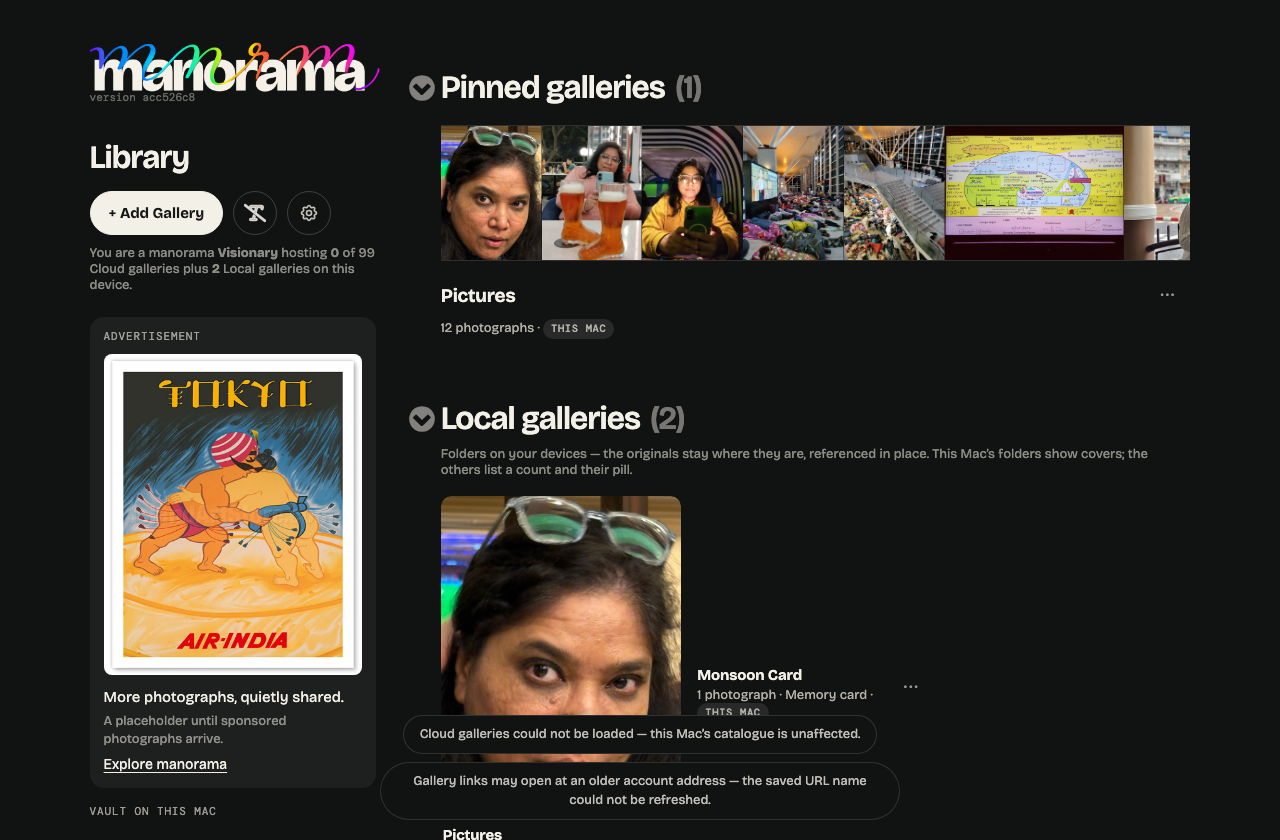 manorama
version acc526c8
Library
+ Add Gallery
You are a manorama Visionary hosting 0 of 99
Cloud galleries plus 2 Local galleries on this
device.
ADVERTISEMENT
TOKYO
AIR-INDIA
More photographs, quietly shared.
A placeholder until sponsored
photographs arrive.
Explore manorama
VAULT ON THIS MAC
Pinned galleries (1)
Pictures
12 photographs · THIS MAC
Local galleries (2)
Folders on your devices — the originals stay where they are, referenced in place. This Mac's folders show covers; the
others list a count and their pill.
Monsoon Card
1 photograph · Memory card ·
THIS MAC
Cloud galleries could not be loaded — this Mac's catalogue is unaffected.
Gallery links may open at an older account address — the saved URL name
could not be refreshed.
Pictures